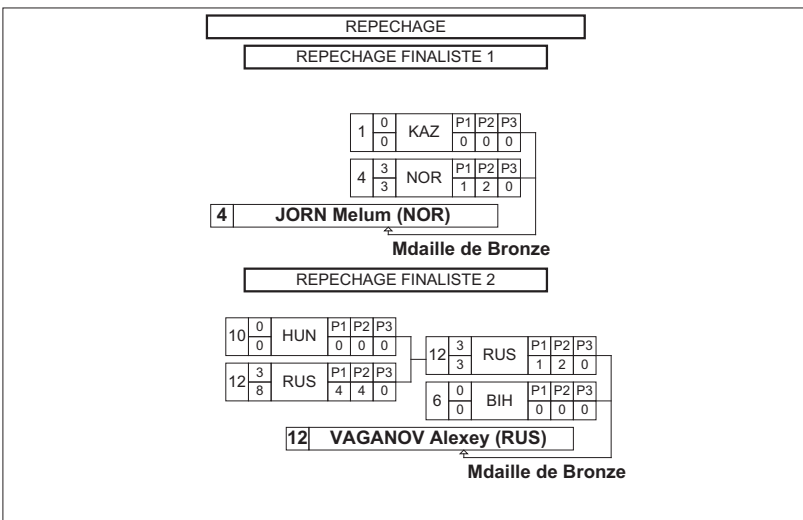 REPECHAGE
REPECHAGE FINALISTE 1
1 0 KAZ P1 P2 P3
0 0 0 0
4 3 NOR P1 P2 P3
3 1 2 0
4 JORN Melum (NOR)
Mdaille de Bronze
REPECHAGE FINALISTE 2
10 0 HUN P1 P2 P3
0 0 0 0
12 3 RUS P1 P2 P3
8 4 4 0
12 3 RUS P1 P2 P3
3 1 2 0
6 0 BIH P1 P2 P3
0 0 0 0
12 VAGANOV Alexey (RUS)
Mdaille de Bronze